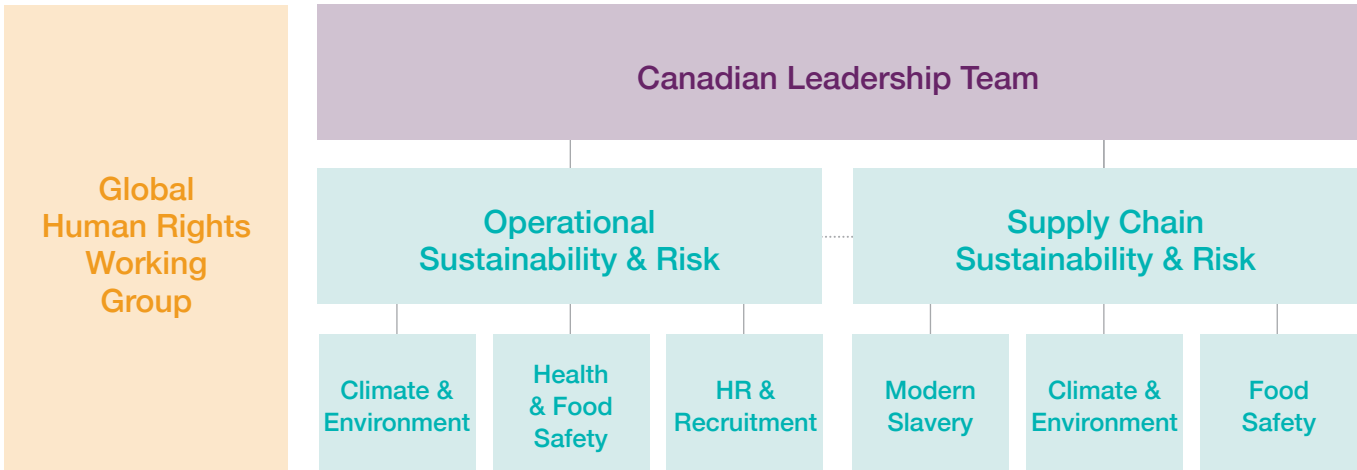 Global
Human Rights
Working
Group
Canadian Leadership Team
Operational
Sustainability & Risk
Supply Chain
Sustainability & Risk
Climate &
Environment
Health
& Food
Safety
HR &
Recruitment
Modern
Slavery
Climate &
Environment
Food
Safety